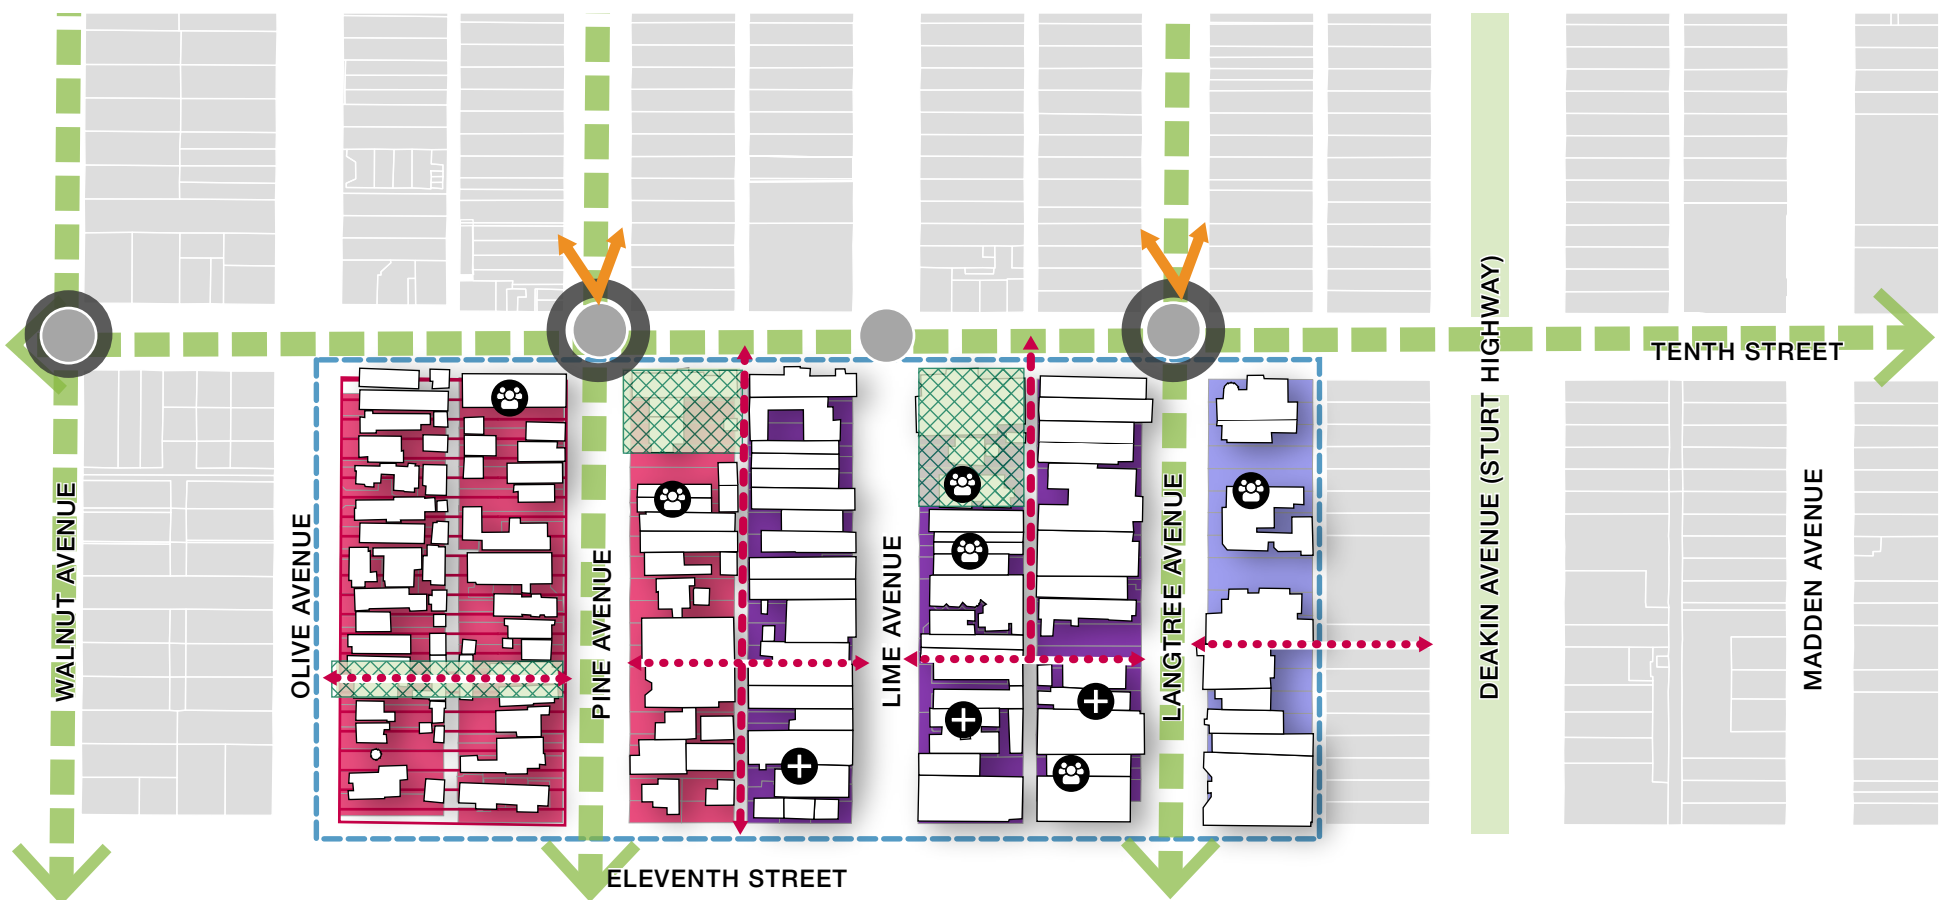 WALNUT AVENUE
OLIVE AVENUE
PINE AVENUE
LIME AVENUE
LANGTREE AVENUE
DEAKIN AVENUE (STURT HIGHWAY)
MADDEN AVENUE
TENTH STREET
ELEVENTH STREET